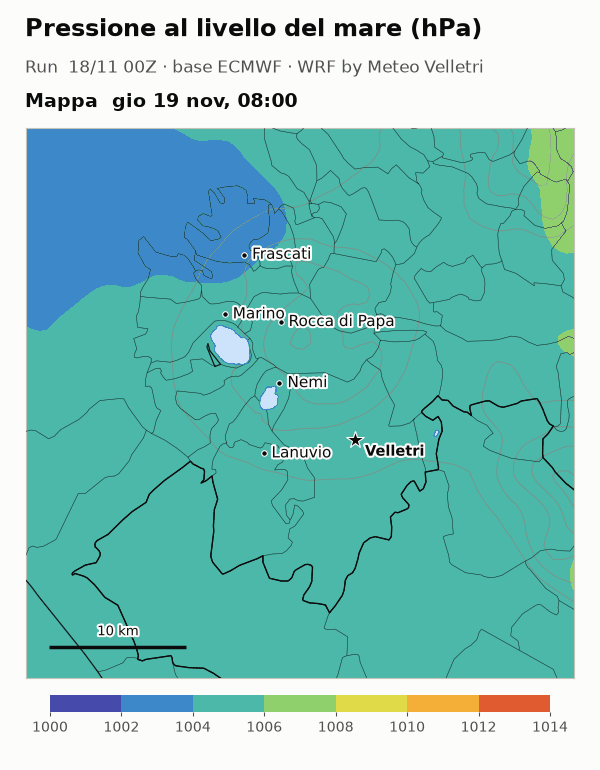 Pressione al livello del mare (hPa)
Run  18/11 00Z · base ECMWF · WRF by Meteo Velletri
Mappa  gio 19 nov, 08:00
Frascati
Marino
Rocca di Papa
Nemi
Velletri
Lanuvio
10 km
1000 1002 1004 1006 1008 1010 1012 1014